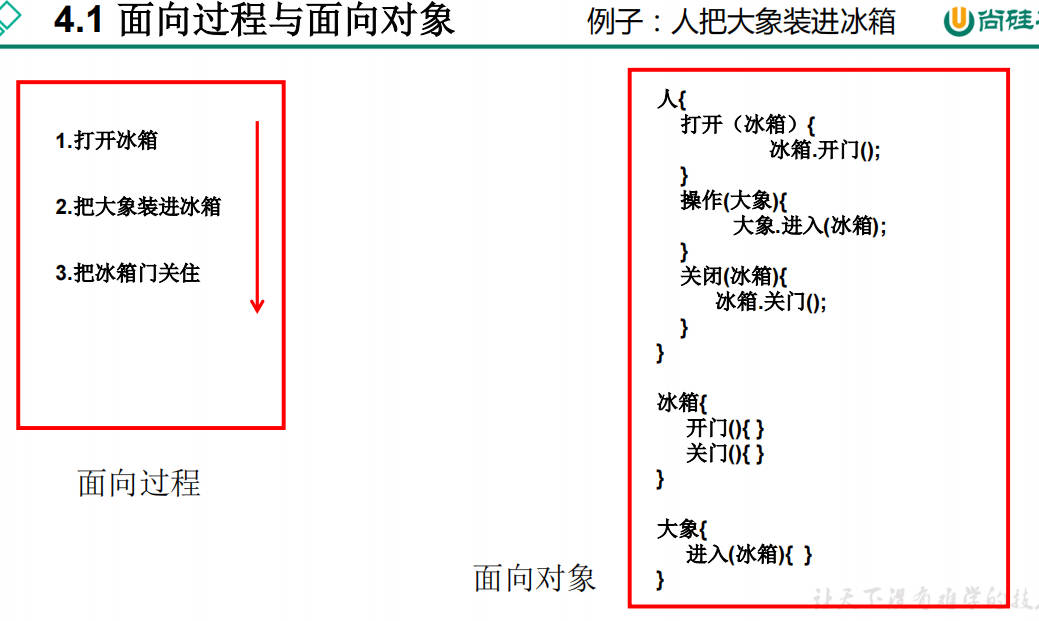 4.1 面向过程与面向对象
例子：人把大象装进冰箱
尚硅
1.打开冰箱
2.把大象装进冰箱
3.把冰箱门关住
面向过程
人{
打开（冰箱）{
冰箱.开门();
}
操作(大象){
大象.进入(冰箱);
}
关闭(冰箱){
冰箱.关门();
}
}
冰箱{
开门(){ }
关门(){ }
}
大象{
进入(冰箱){ }
}
面向对象
让天下没有难学的技